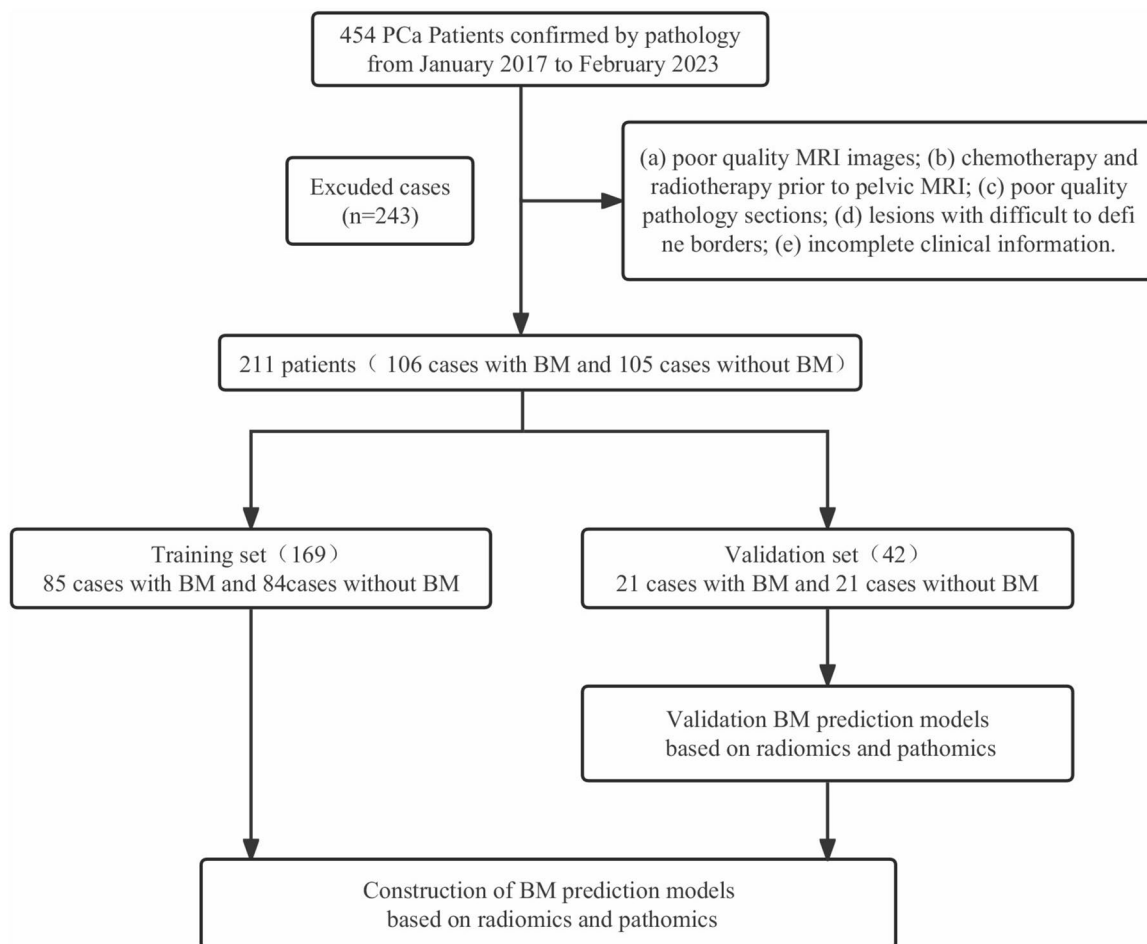 454 PCa Patients confirmed by pathology
from January 2017 to February 2023
Excuded cases
(n=243)
(a) poor quality MRI images; (b) chemotherapy and
radiotherapy prior to pelvic MRI; (c) poor quality
pathology sections; (d) lesions with difficult to defi
ne borders; (e) incomplete clinical information.
211 patients（ 106 cases with BM and 105 cases without BM）
Training set（169）
85 cases with BM and 84cases without BM
Validation set（42）
21 cases with BM and 21 cases without BM
Validation BM prediction models
based on radiomics and pathomics
Construction of BM prediction models
based on radiomics and pathomics